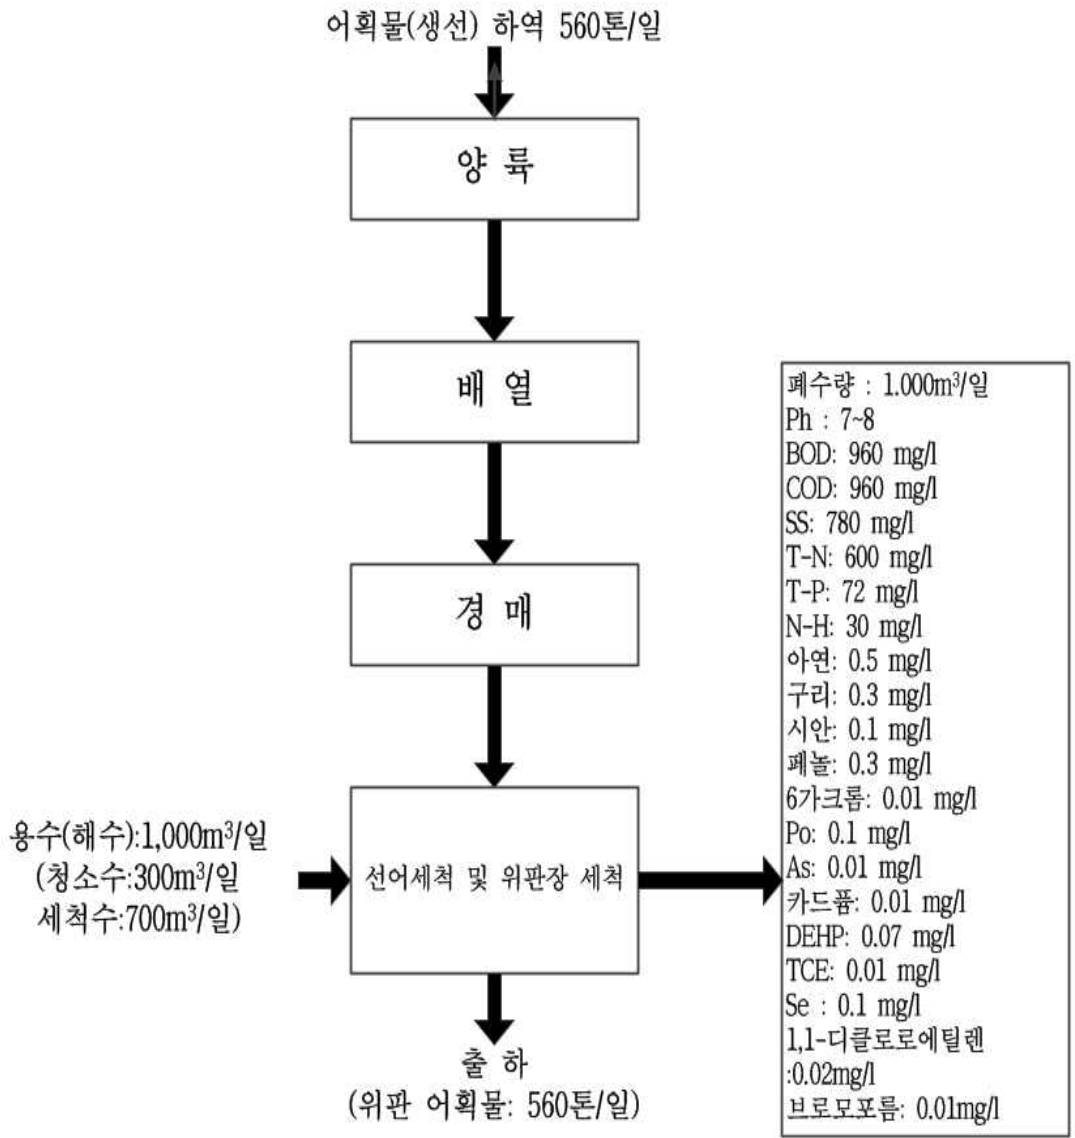 어획물(생선) 하역 560톤/일
양 륙
배 열
경 매
용수(해수):1,000m³/일
(청소수:300m³/일
세척수:700m³/일)
선어세척 및 위판장 세척
출 하
(위판 어획물: 560톤/일)
폐수량 : 1.000m³/일
Ph : 7~8
BOD: 960 mg/l
COD: 960 mg/l
SS: 780 mg/l
T-N: 600 mg/l
T-P: 72 mg/l
N-H: 30 mg/l
아연: 0.5 mg/l
구리: 0.3 mg/l
시안: 0.1 mg/l
페놀: 0.3 mg/l
6가크롬: 0.01 mg/l
Po: 0.1 mg/l
As: 0.01 mg/l
카드품: 0.01 mg/l
DEHP: 0.07 mg/l
TCE: 0.01 mg/l
Se : 0.1 mg/l
1,1-디클로로에틸렌
:0.02mg/l
브로모포름: 0.01mg/l